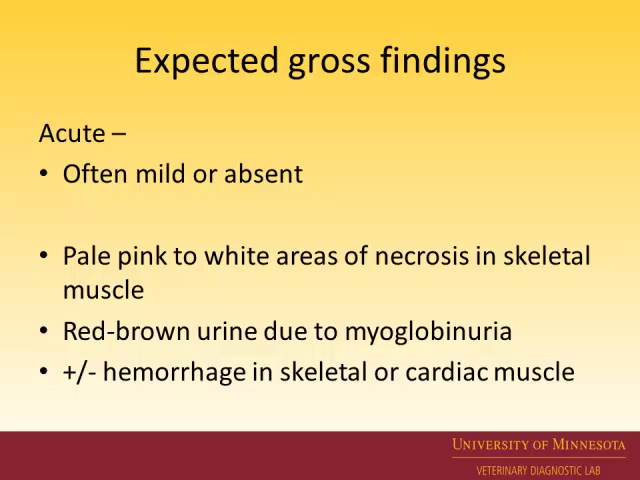 Expected gross findings
Acute –
• Often mild or absent
• Pale pink to white areas of necrosis in skeletal
muscle
• Red-brown urine due to myoglobinuria
• +/- hemorrhage in skeletal or cardiac muscle
UNIVERSITY OF MINNESOTA
VETERINARY DIAGNOSTIC LAB